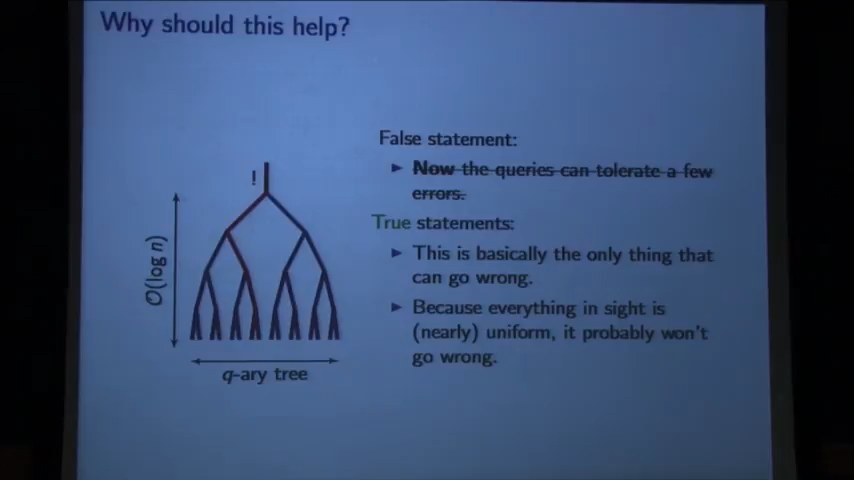 Why should this help?
!
O(log n)
q-ary tree
False statement:
Now the queries can tolerate a few
errors.
True statements:
This is basically the only thing that
can go wrong.
Because everything in sight is
(nearly) uniform, it probably won't
go wrong.